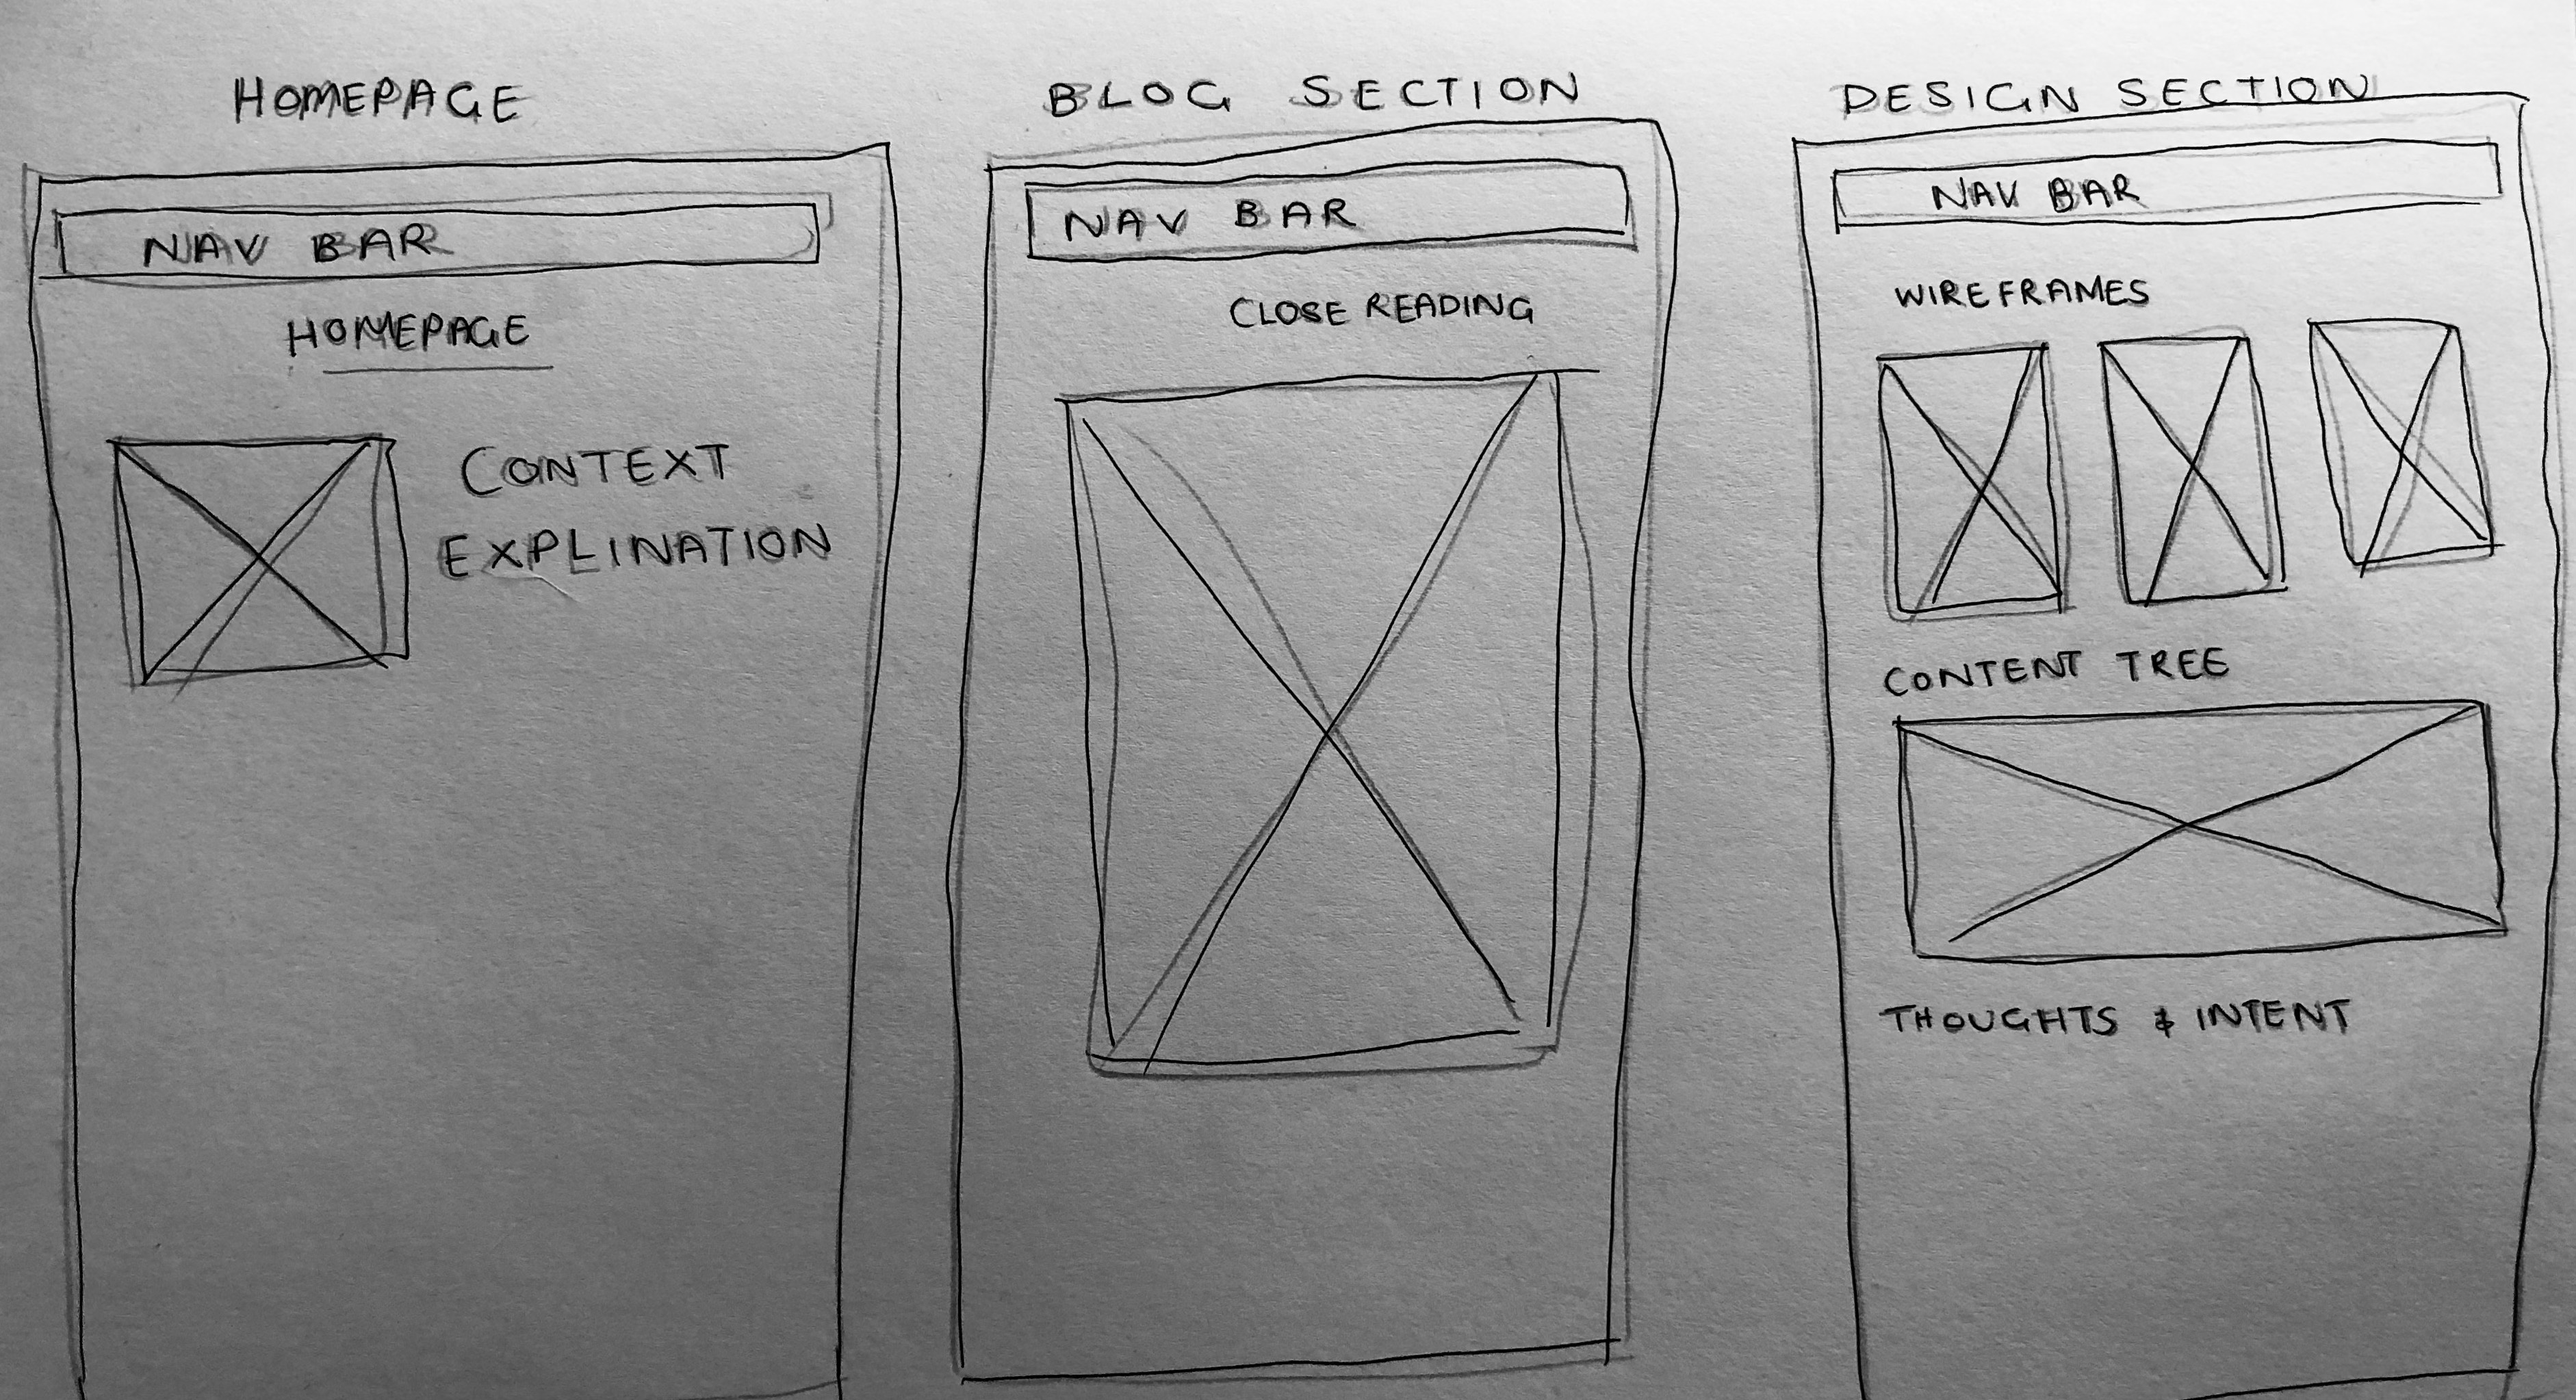 HOMEPAGE
NAV BAR
HOMEPAGE
CONTEXT
EXPLINATION
BLOG SECTION
NAV BAR
CLOSE READING
DESIGN SECTION
NAV BAR
WIREFRAMES
CONTENT TREE
THOUGHTS & INTENT